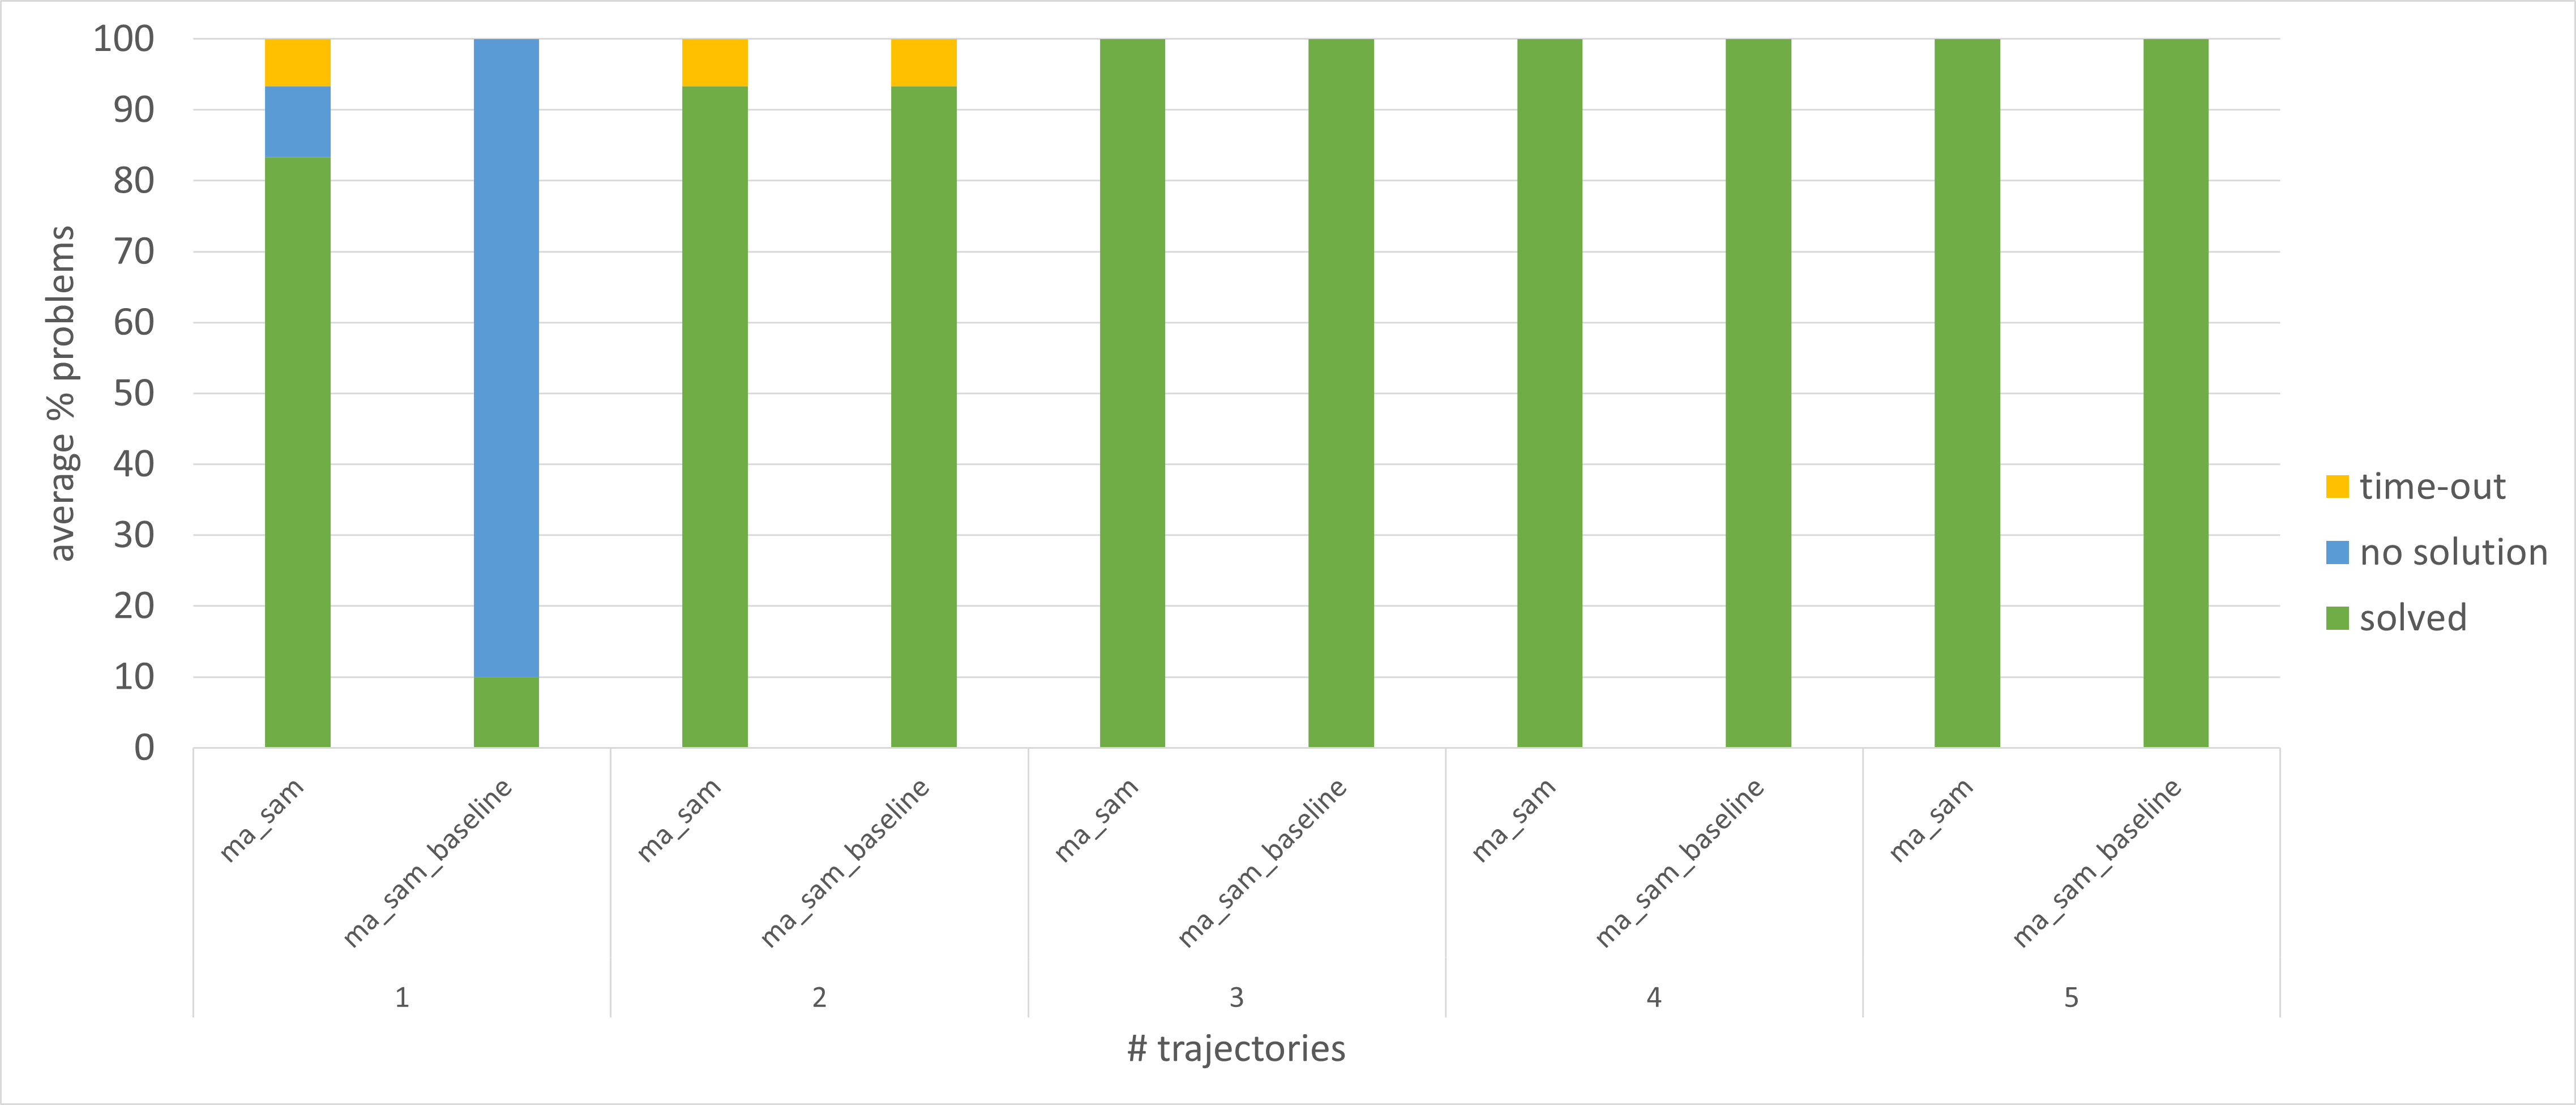 100
90
80
70
60
50
40
30
20
10
0
average % problems
ma_sam
ma_sam_baseline
ma_sam
ma_sam_baseline
ma_sam
ma_sam_baseline
ma_sam
ma_sam_baseline
ma_sam
ma_sam_baseline
1
2
3
4
5
# trajectories
time-out
no solution
solved